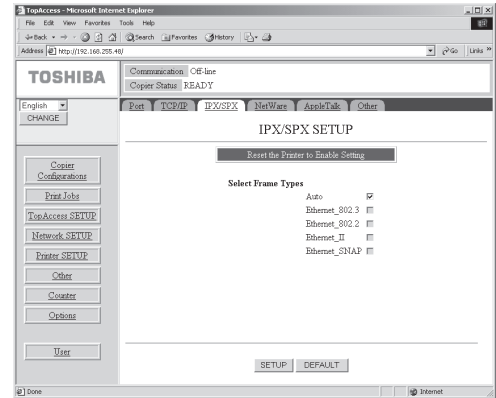 TopAccess - Microsoft Internet Explorer
File Edit View Favorites Tools Help
Back Search Favorites History
Address http://192.168.255.48/ Go Links »
TOSHIBA
Communication Off-line
Copier Status READY
English
CHANGE
Port TCP/IP IPX/SPX NetWare AppleTalk Other
IPX/SPX SETUP
Reset the Printer to Enable Setting
Select Frame Types
Auto
Ethernet_802.3
Ethernet_802.2
Ethernet_II
Ethernet_SNAP
Copier
Configurations
Print Jobs
TopAccess SETUP
Network SETUP
Printer SETUP
Other
Counter
Options
User
SETUP DEFAULT
Done Internet